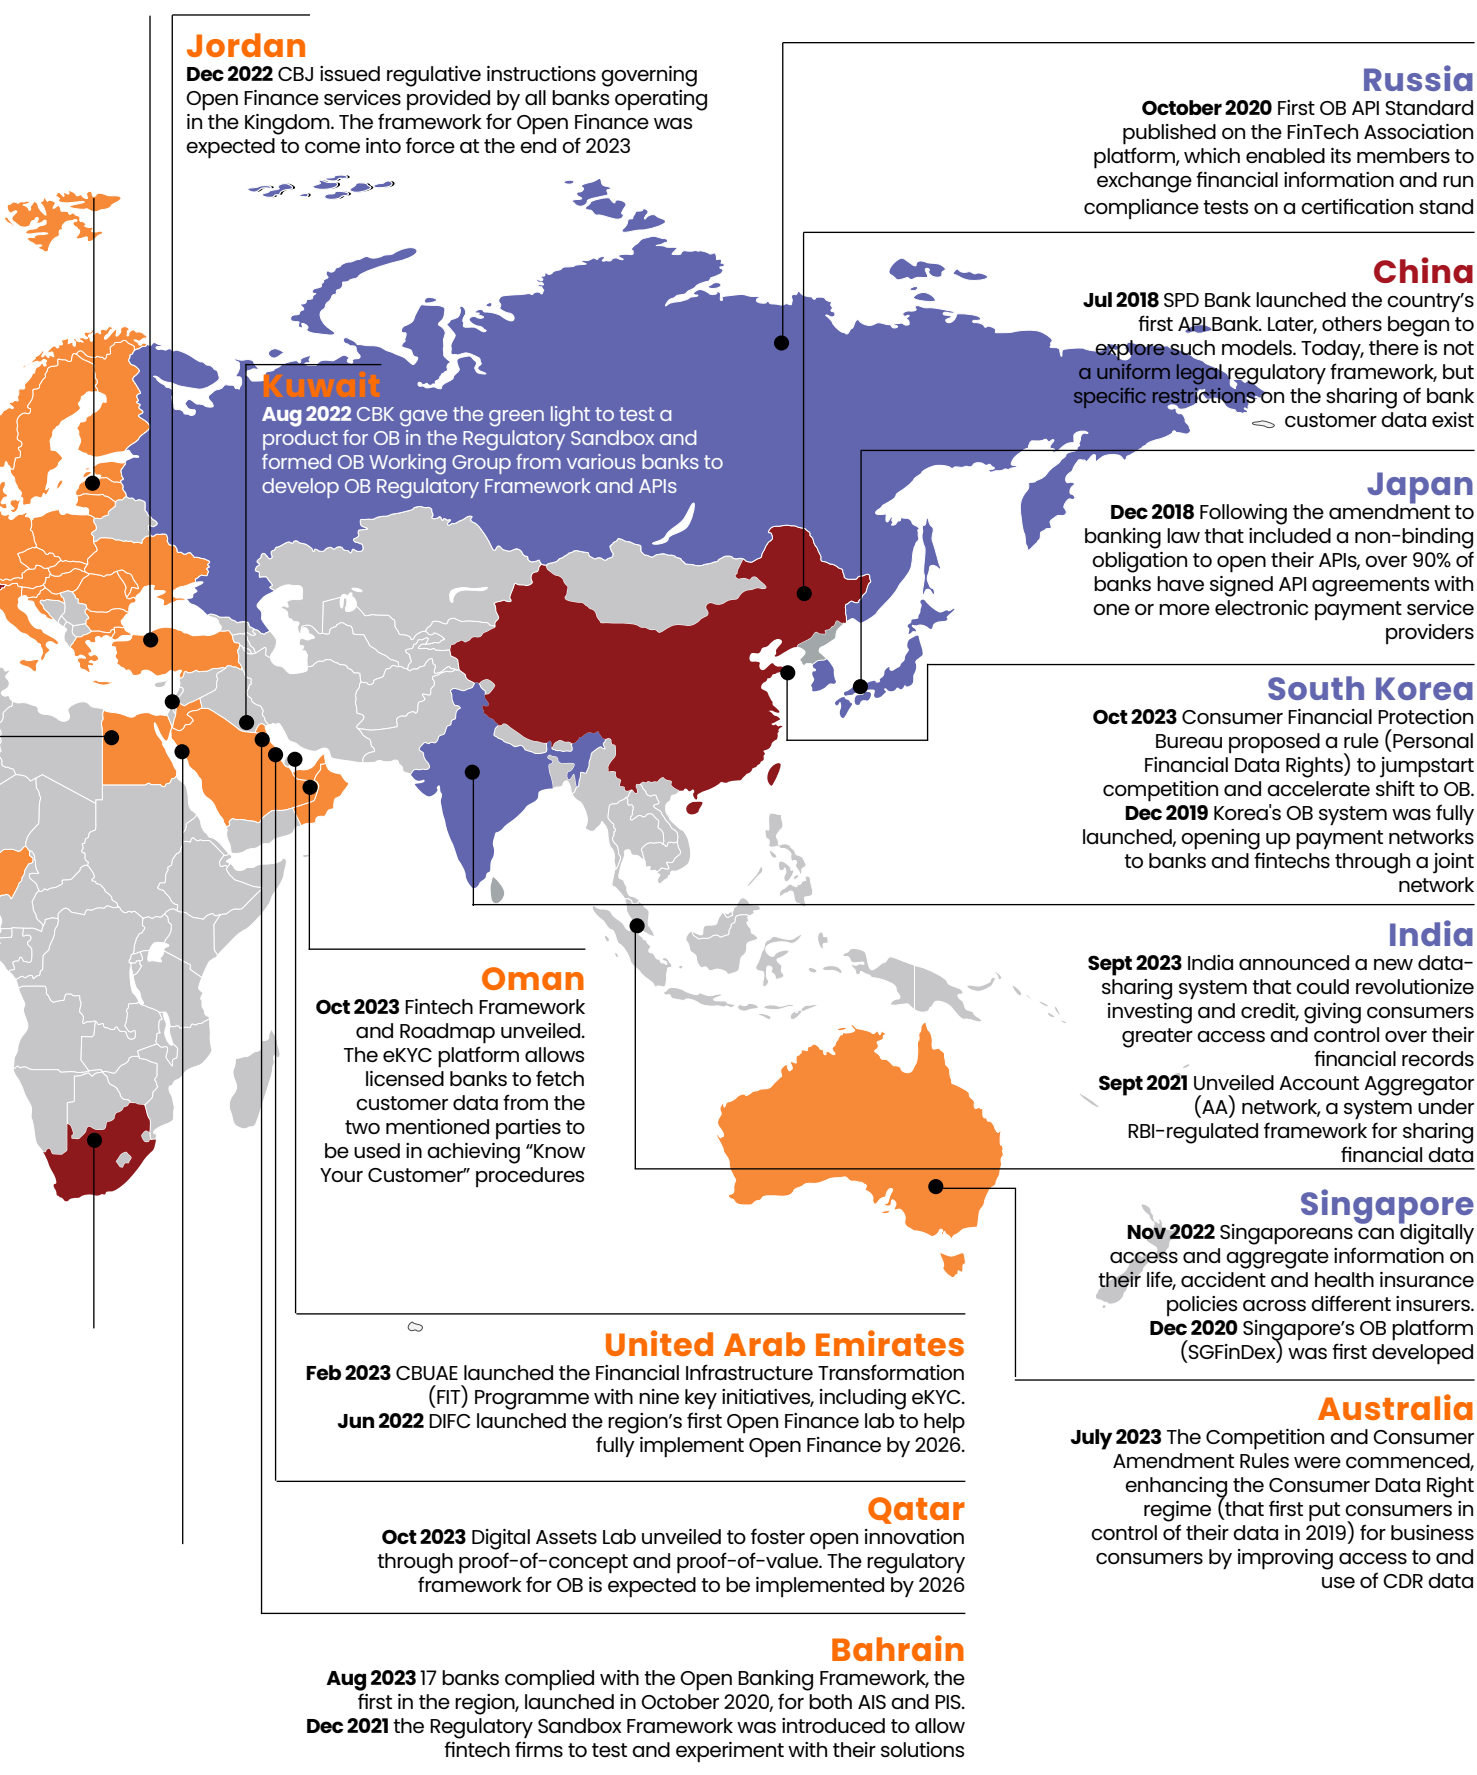 Jordan
Dec 2022 CBJ issued regulative instructions governing
Open Finance services provided by all banks operating
in the Kingdom. The framework for Open Finance was
expected to come into force at the end of 2023
Kuwait
Aug 2022 CBK gave the green light to test a
product for OB in the Regulatory Sandbox and
formed OB Working Group from various banks to
develop OB Regulatory Framework and APIs
Russia
October 2020 First OB API Standard
published on the FinTech Association
platform, which enabled its members to
exchange financial information and run
compliance tests on a certification stand
China
Jul 2018 SPD Bank launched the country’s
first API Bank. Later, others began to
explore such models. Today, there is not
a uniform legal regulatory framework, but
specific restrictions on the sharing of bank
customer data exist
Japan
Dec 2018 Following the amendment to
banking law that included a non-binding
obligation to open their APIs, over 90% of
banks have signed API agreements with
one or more electronic payment service
providers
South Korea
Oct 2023 Consumer Financial Protection
Bureau proposed a rule (Personal
Financial Data Rights) to jumpstart
competition and accelerate shift to OB.
Dec 2019 Korea's OB system was fully
launched, opening up payment networks
to banks and fintechs through a joint
network
India
Sept 2023 India announced a new data-
sharing system that could revolutionize
investing and credit, giving consumers
greater access and control over their
financial records
Sept 2021 Unveiled Account Aggregator
(AA) network, a system under
RBI-regulated framework for sharing
financial data
Singapore
Nov 2022 Singaporeans can digitally
access and aggregate information on
their life, accident and health insurance
policies across different insurers.
Dec 2020 Singapore’s OB platform
(SGFinDex) was first developed
Australia
July 2023 The Competition and Consumer
Amendment Rules were commenced,
enhancing the Consumer Data Right
regime (that first put consumers in
control of their data in 2019) for business
consumers by improving access to and
use of CDR data
Oman
Oct 2023 Fintech Framework
and Roadmap unveiled.
The eKYC platform allows
licensed banks to fetch
customer data from the
two mentioned parties to
be used in achieving “Know
Your Customer” procedures
United Arab Emirates
Feb 2023 CBUAE launched the Financial Infrastructure Transformation
(FIT) Programme with nine key initiatives, including eKYC.
Jun 2022 DIFC launched the region’s first Open Finance lab to help
fully implement Open Finance by 2026.
Qatar
Oct 2023 Digital Assets Lab unveiled to foster open innovation
through proof-of-concept and proof-of-value. The regulatory
framework for OB is expected to be implemented by 2026
Bahrain
Aug 2023 17 banks complied with the Open Banking Framework, the
first in the region, launched in October 2020, for both AIS and PIS.
Dec 2021 the Regulatory Sandbox Framework was introduced to allow
fintech firms to test and experiment with their solutions